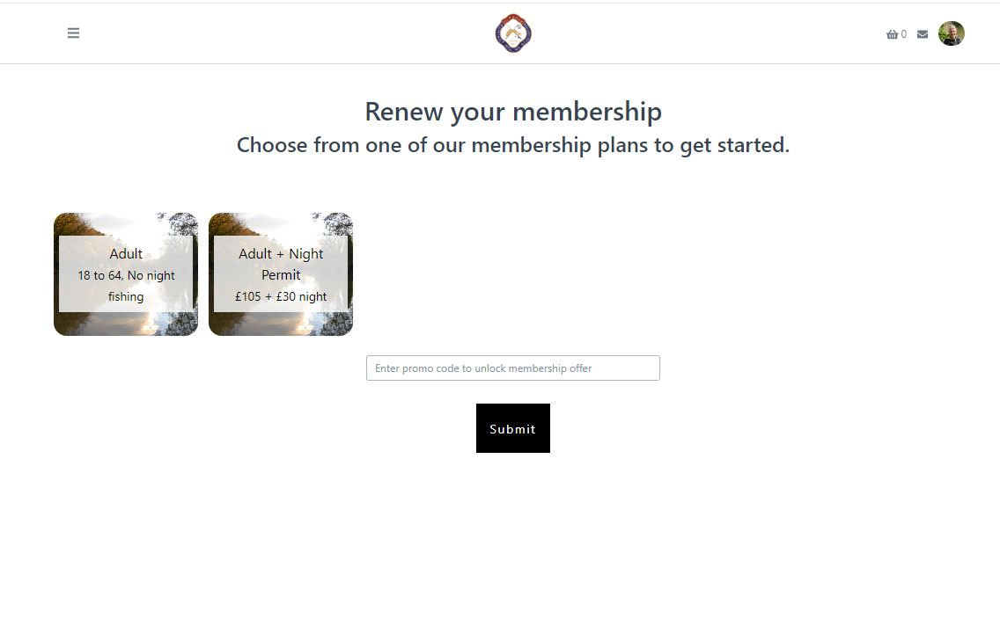 0
Renew your membership
Choose from one of our membership plans to get started.
Adult
18 to 64, No night
fishing
Adult + Night
Permit
£105 + £30 night
Enter promo code to unlock membership offer
Submit